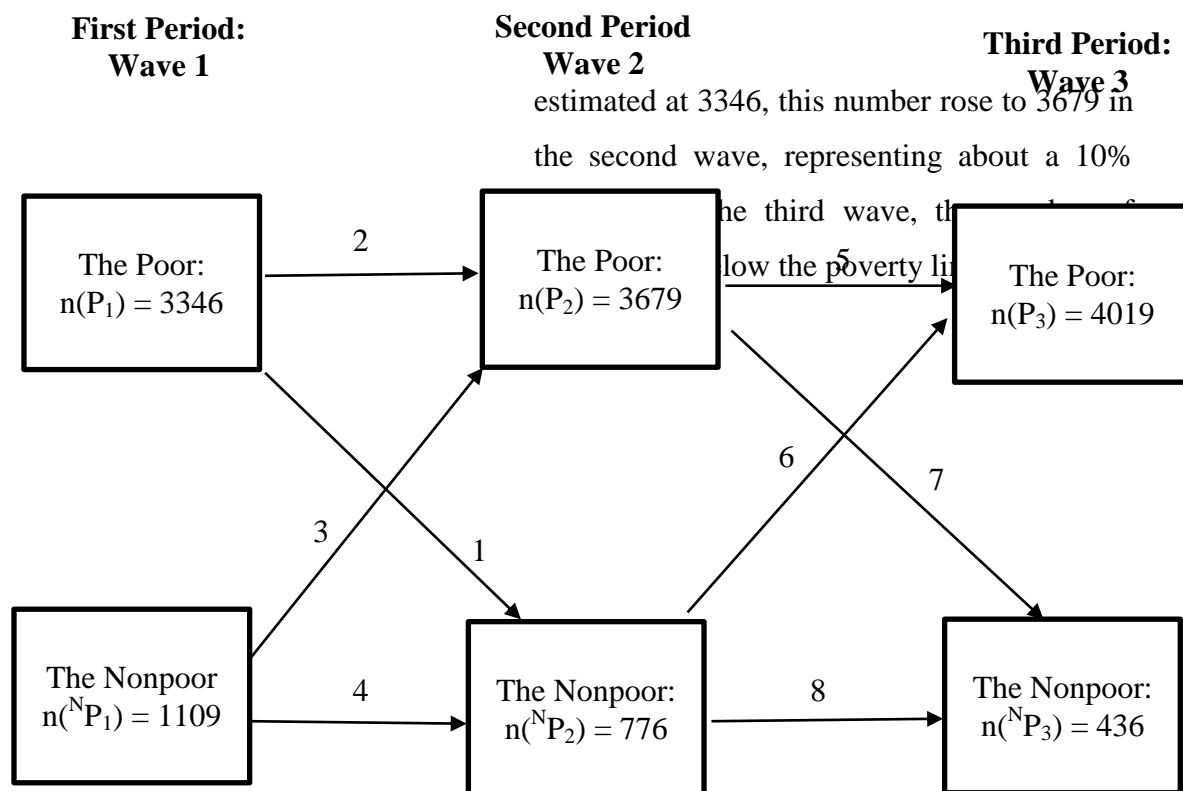 First Period:
Wave 1
Second Period
Wave 2
Third Period:
Wave 3
estimated at 3346, this number rose to 3679 in
the second wave, representing about a 10%
he third wave,
low the poverty
The Poor:
n(P₁) = 3346
2
The Poor:
n(P₂) = 3679
5
The Poor:
n(P₃) = 4019
3
1
6
7
The Nonpoor
n(ᴺP₁) = 1109
4
The Nonpoor:
n(ᴺP₂) = 776
8
The Nonpoor:
n(ᴺP₃) = 436